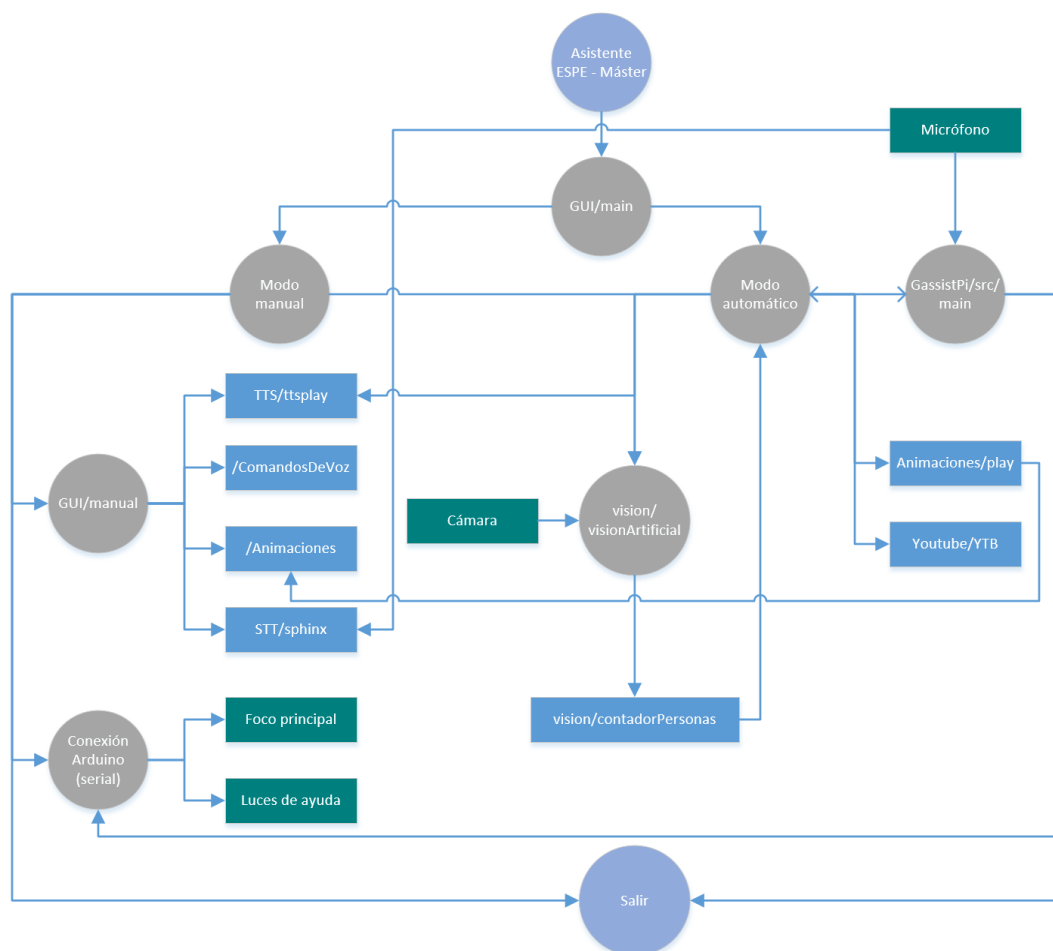 Asistente
ESPE - Máster
Micrófono
GUI/main
Modo
manual
Modo
automático
GassistPi/src/
main
TTS/ttsplay
/ComandosDeVoz
Animaciones/play
GUI/manual
Cámara
vision/
visionArtificial
/Animaciones
Youtube/YTB
STT/sphinx
Foco principal
vision/contadorPersonas
Conexión
Arduino
(serial)
Luces de ayuda
Salir